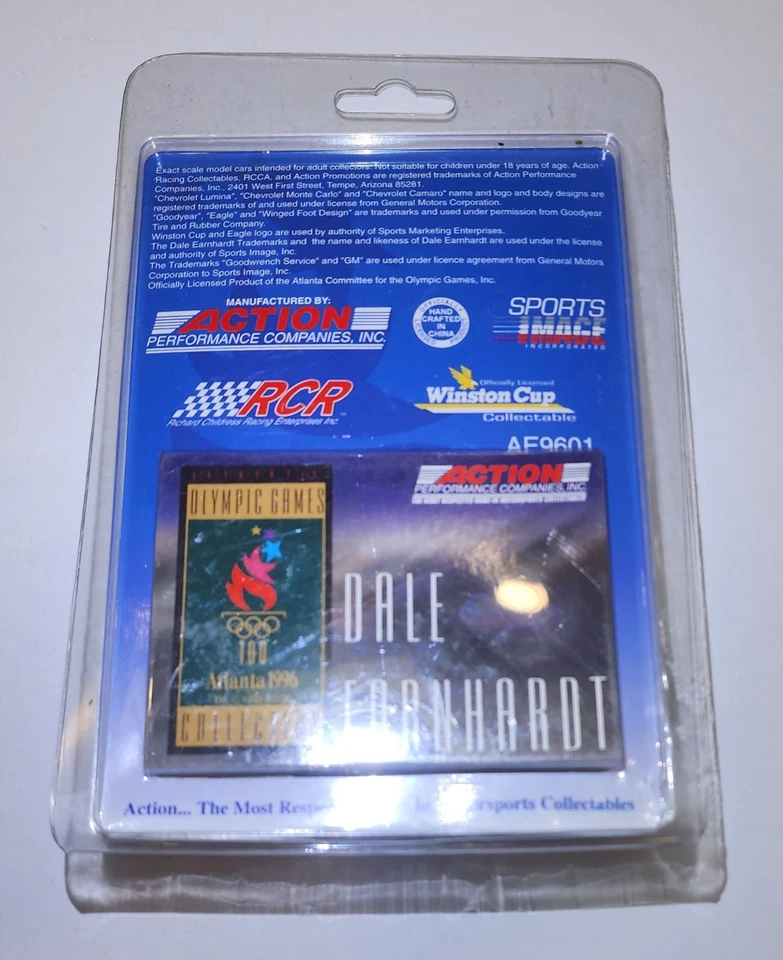 Exact scale model cars intended for adult collectors. Not suitable for children under 18 years of age. Action
Racing Collectables, RCCA, and Action Promotions are registered trademarks of Action Performance
Companies, Inc., 2401 West First Street, Tempe, Arizona 85281.
"Chevrolet Lumina", "Chevrolet Monte Carlo" and "Chevrolet Camaro" name and logo and body designs are
registered trademarks of and used under license from General Motors Corporation.
"Goodyear", "Eagle" and "Winged Foot Design" are trademarks and used under permission from Goodyear
Tire and Rubber Company.
Winston Cup and Eagle logo are used by authority of Sports Marketing Enterprises.
The Dale Earnhardt Trademarks and the name and likeness of Dale Earnhardt are used under the license
and authority of Sports Image, Inc.
The Trademarks "Goodwrench Service" and "GM" are used under licence agreement from General Motors
Corporation to Sports Image, Inc.
Officially Licensed Product of the Atlanta Committee for the Olympic Games, Inc.
MANUFACTURED BY:
ACTION
PERFORMANCE COMPANIES, INC.
HAND
CRAFTED
IN
CHINA
SPORTS
IMAGE
INCORPORATED
RCR
Richard Childress Racing Enterprises Inc.
Officially Licensed
Winston Cup
Collectable
AE9601
ACTION
PERFORMANCE COMPANIES, INC.
OLYMPIC GAMES
100
Atlanta 1996
COLLECTION
DALE
EARNHARDT
Action... The Most Collectables